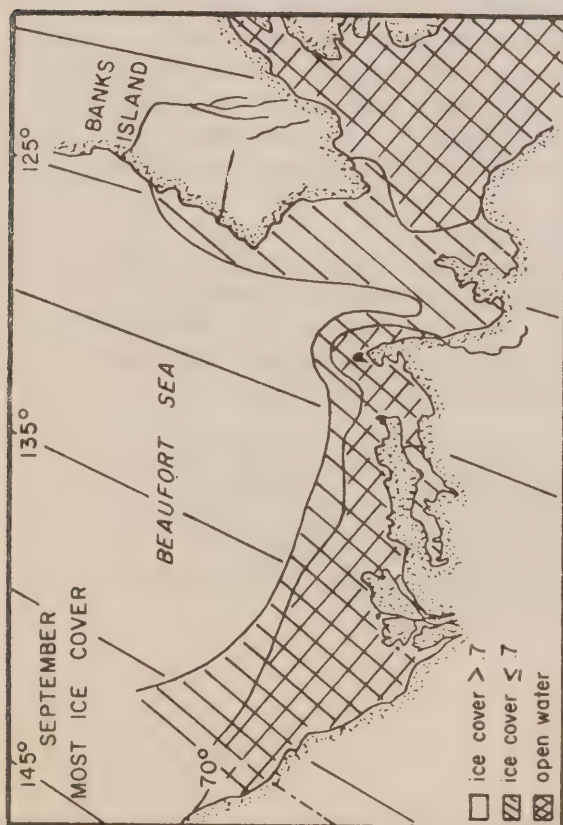 SEPTEMBER
MOST ICE COVER
145°
135°
125°
BANKS
ISLAND
BEAUFORT SEA
70°
ice cover > .7
ice cover ≤ .7
open water